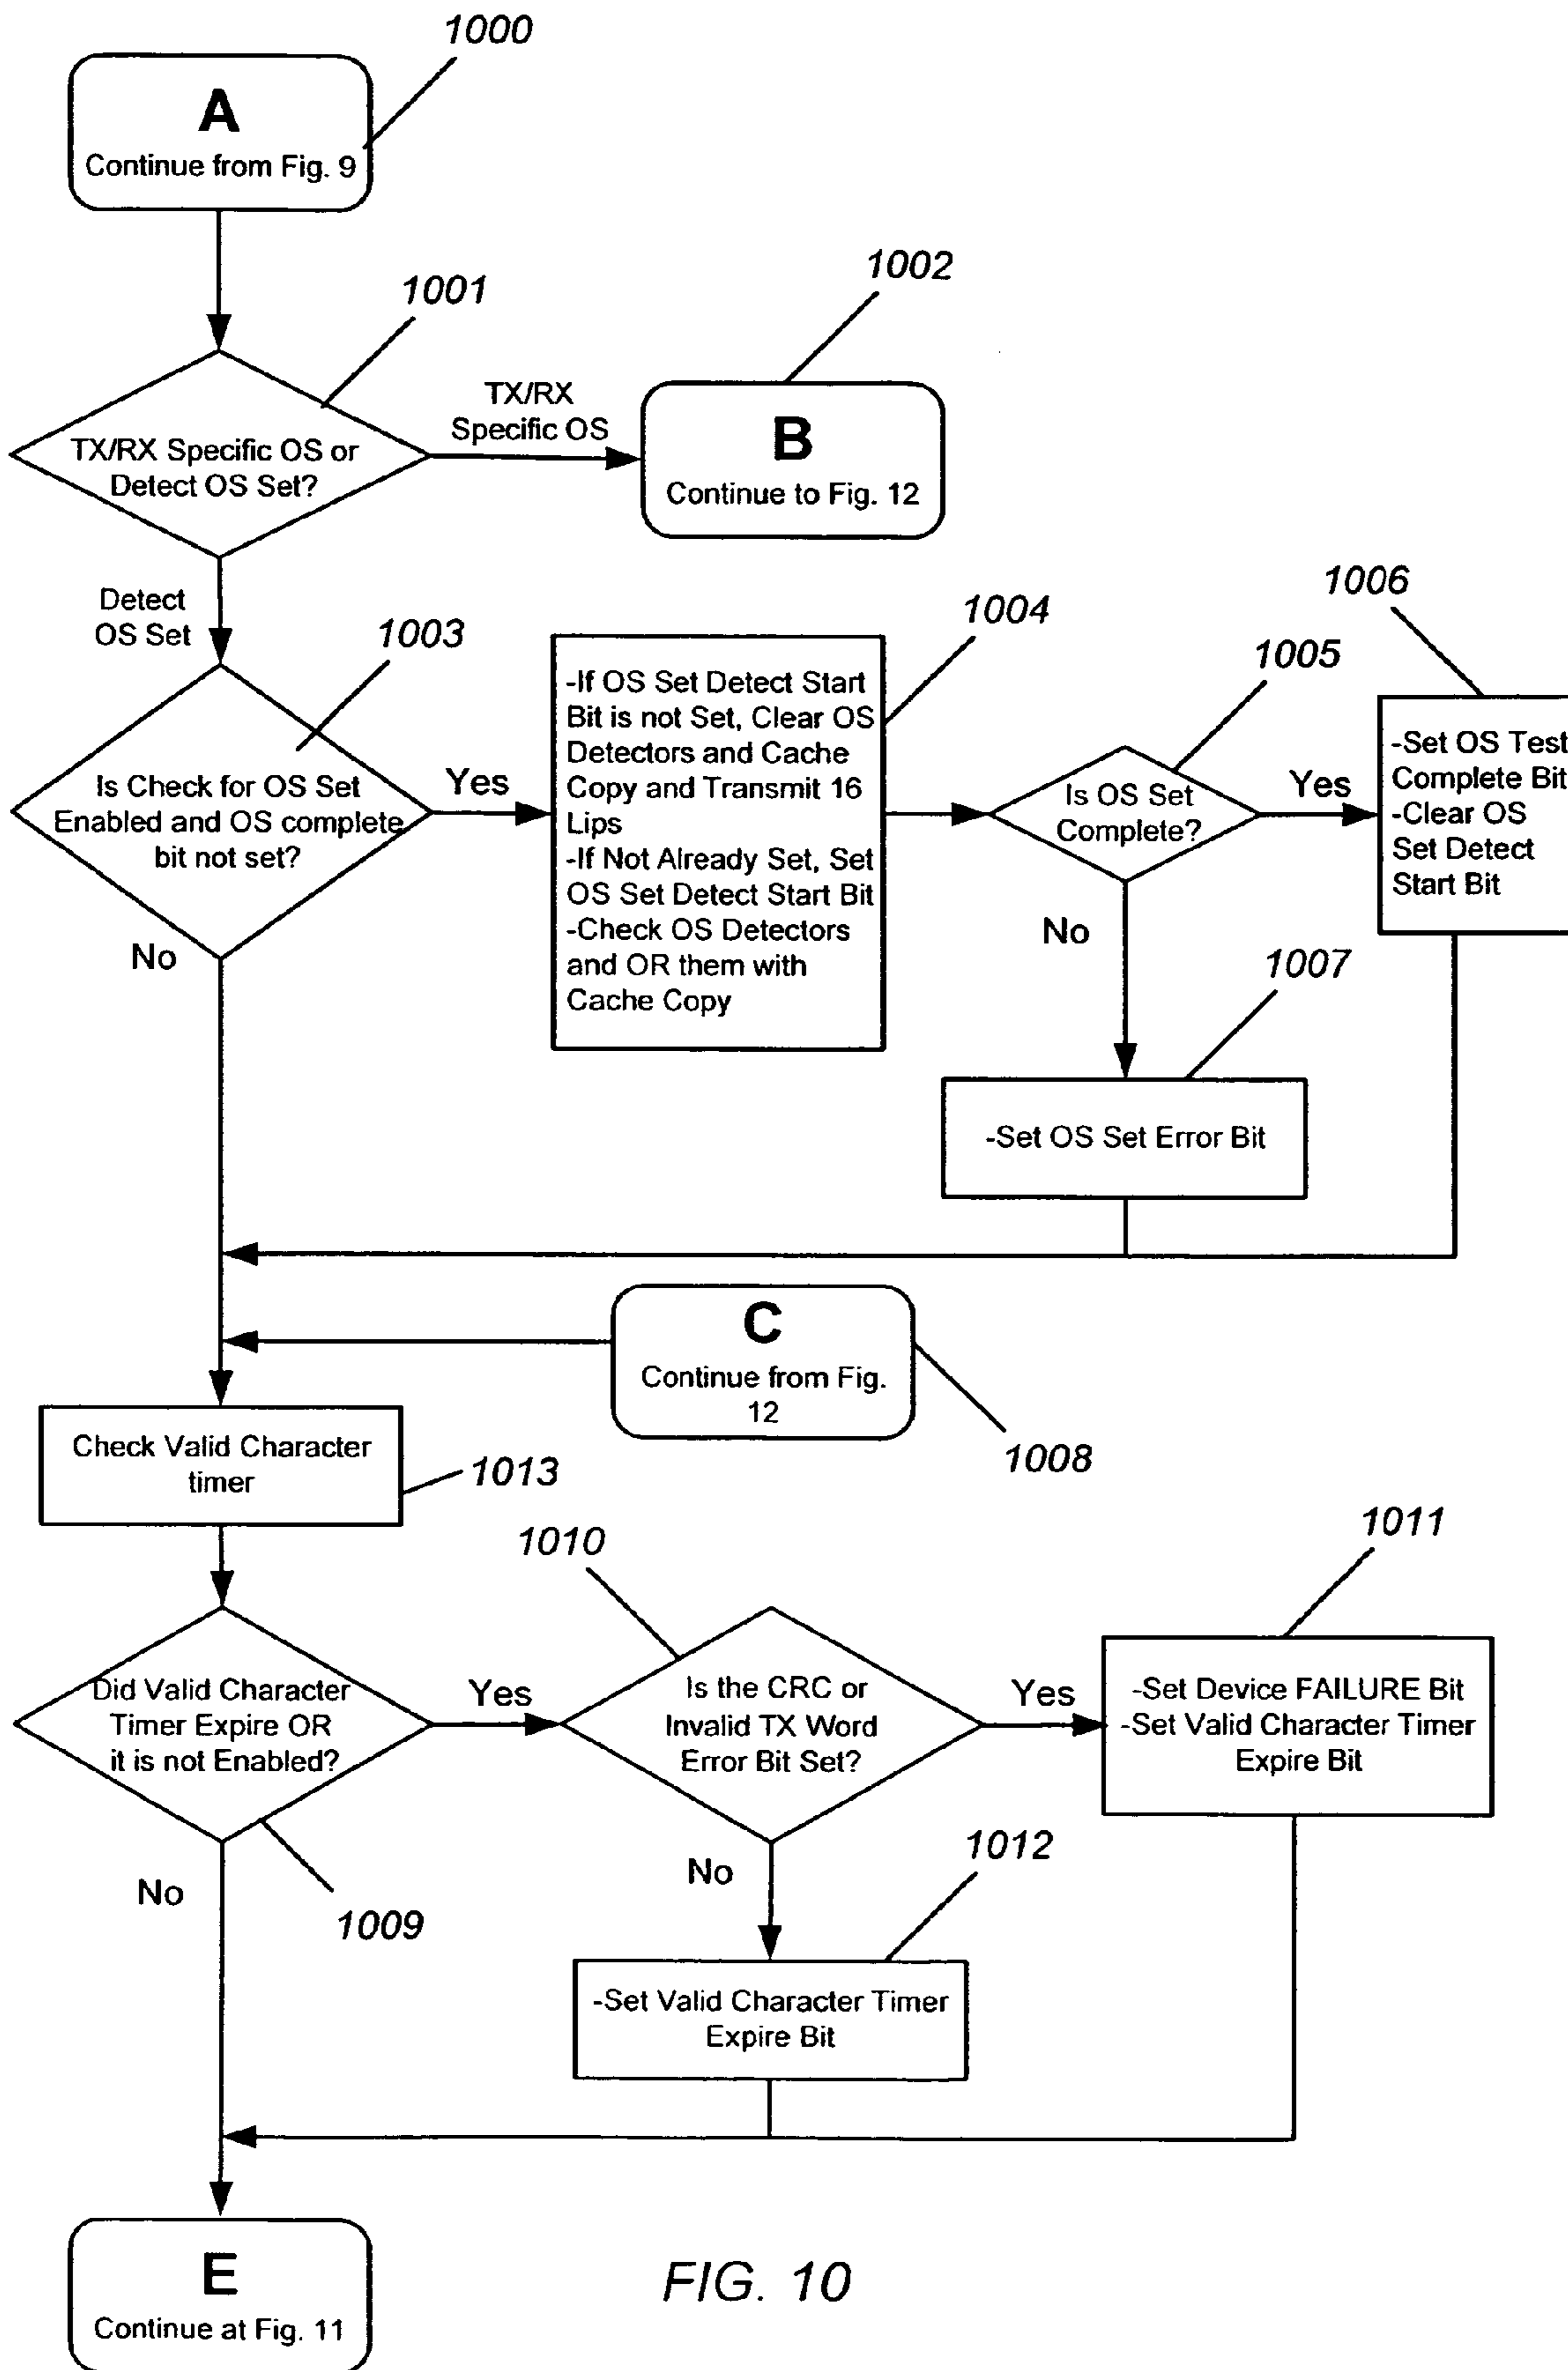 1000
A
Continue from Fig. 9
1001
1002
TX/RX
Specific OS
B
Continue to Fig. 12
TX/RX Specific OS or
Detect OS Set?
Detect
OS Set
1003
1004
1005
1006
Is Check for OS Set
Enabled and OS complete
bit not set?
Yes
No
-If OS Set Detect Start
Bit is not Set, Clear OS
Detectors and Cache
Copy and Transmit 16
Lips
-If Not Already Set, Set
OS Set Detect Start Bit
-Check OS Detectors
and OR them with
Cache Copy
Is OS Set
Complete?
Yes
No
-Set OS Test
Complete Bit
-Clear OS
Set Detect
Start Bit
1007
-Set OS Set Error Bit
C
Continue from Fig.
12
1008
Check Valid Character
timer
1013
1010
1011
Did Valid Character
Timer Expire OR
it is not Enabled?
Yes
No
1009
Is the CRC or
Invalid TX Word
Error Bit Set?
Yes
No
-Set Device FAILURE Bit
-Set Valid Character Timer
Expire Bit
1012
-Set Valid Character Timer
Expire Bit
E
Continue at Fig. 11
FIG. 10